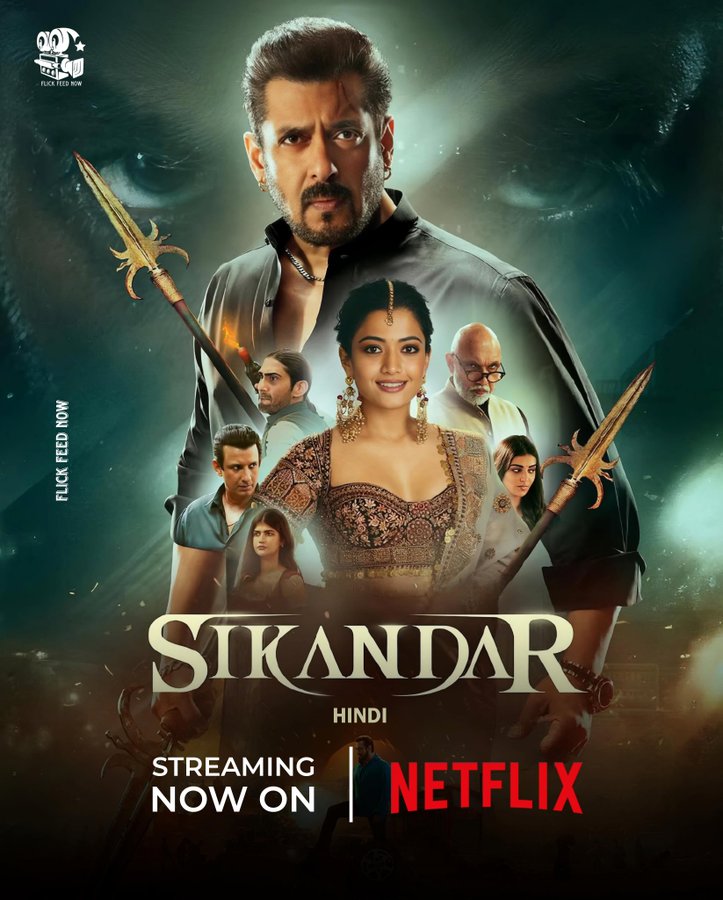 FLICK FEED NOW
FLICK FEED NOW
SIKANDAR
HINDI
STREAMING
NOW ON
NETFLIX